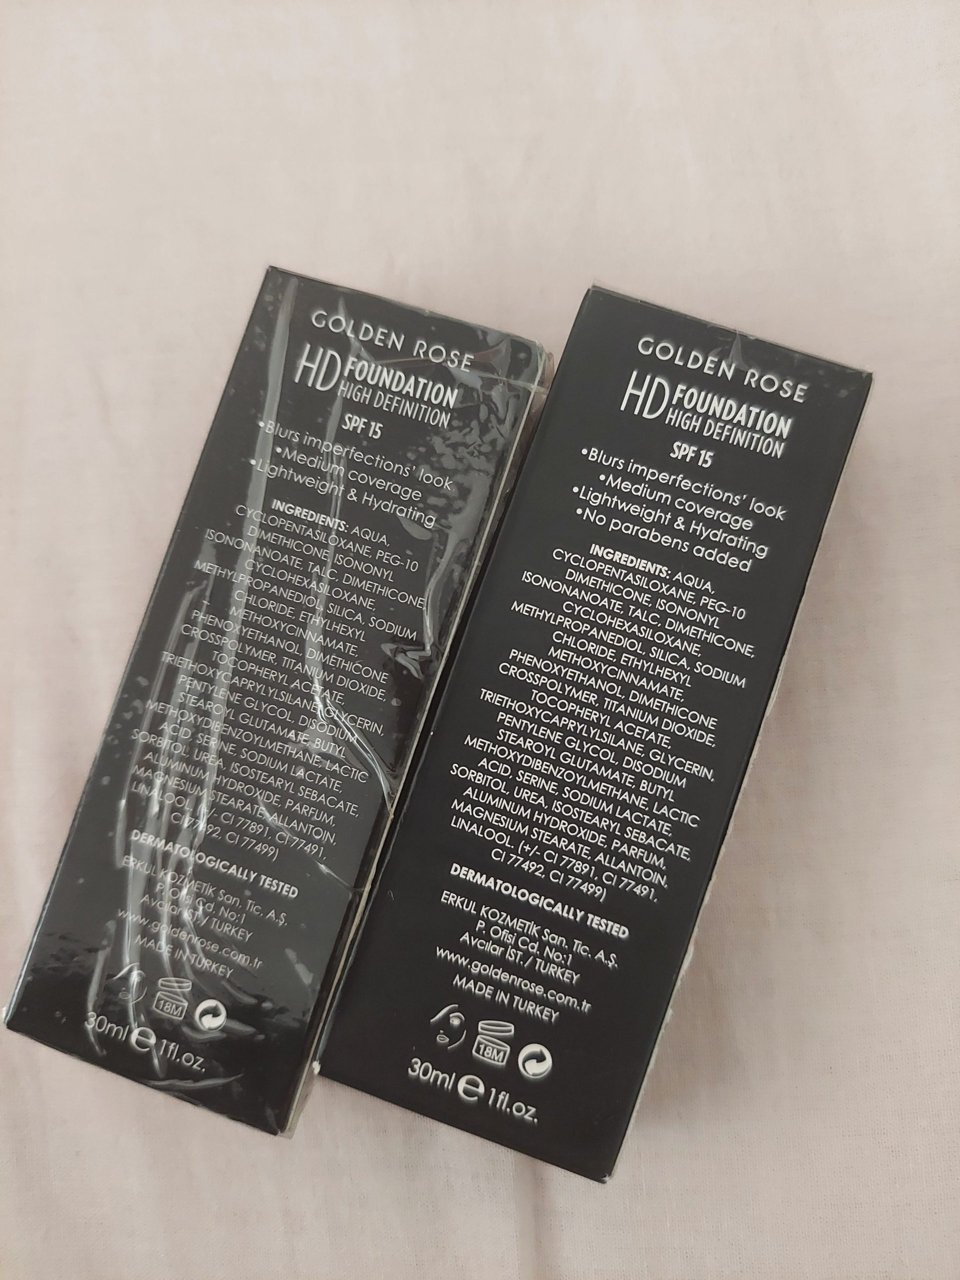 GOLDEN ROSE
HD FOUNDATION
HIGH DEFINITION
SPF 15
•Blurs imperfections' look
•Medium coverage
•Lightweight & Hydrating
INGREDIENTS: AQUA,
CYCLOPENTASILOXANE, PEG-10
DIMETHICONE, ISONONYL
ISONONANOATE, TALC, DIMETHICONE,
CYCLOHEXASILOXANE,
METHYLPROPANEDIOL, SILICA, SODIUM
CHLORIDE, ETHYLHEXYL
METHOXYCINNAMATE,
PHENOXYETHANOL, DIMETHICONE
CROSSPOLYMER, TITANIUM DIOXIDE,
TOCOPHERYL ACETATE,
TRIETHOXYCAPRYLYLSILANE, GLYCERIN,
PENTYLENE GLYCOL, DISODIUM
STEAROYL GLUTAMATE, BUTYL
METHOXYDIBENZOYLMETHANE, LACTIC
ACID, SERINE, SODIUM LACTATE,
SORBITOL, UREA, ISOSTEARYL SEBACATE,
ALUMINUM HYDROXIDE, PARFUM,
MAGNESIUM STEARATE, ALLANTOIN,
LINALOOL, (+/- CI 77891, CI 77491,
CI 77492, CI 77499)
DERMATOLOGICALLY TESTED
ERKUL KOZMETİK San. Tic. A.Ş.
P. Ofisi Cd. No:1
Avcılar İST./ TURKEY
www.goldenrose.com.tr
MADE IN TURKEY
18M
30ml e 1fl.oz.
GOLDEN ROSE
HD FOUNDATION
HIGH DEFINITION
SPF 15
•Blurs imperfections' look
•Medium coverage
•Lightweight & Hydrating
•No parabens added
INGREDIENTS: AQUA,
CYCLOPENTASILOXANE, PEG-10
DIMETHICONE, ISONONYL
ISONONANOATE, TALC, DIMETHICONE,
CYCLOHEXASILOXANE,
METHYLPROPANEDIOL, SILICA, SODIUM
CHLORIDE, ETHYLHEXYL
METHOXYCINNAMATE,
PHENOXYETHANOL, DIMETHICONE
CROSSPOLYMER, TITANIUM DIOXIDE,
TOCOPHERYL ACETATE,
TRIETHOXYCAPRYLYLSILANE, GLYCERIN,
PENTYLENE GLYCOL, DISODIUM
STEAROYL GLUTAMATE, BUTYL
METHOXYDIBENZOYLMETHANE, LACTIC
ACID, SERINE, SODIUM LACTATE,
SORBITOL, UREA, ISOSTEARYL SEBACATE,
ALUMINUM HYDROXIDE, PARFUM,
MAGNESIUM STEARATE, ALLANTOIN,
LINALOOL, (+/- CI 77891, CI 77491,
CI 77492, CI 77499)
DERMATOLOGICALLY TESTED
ERKUL KOZMETİK San. Tic. A.Ş.
P. Ofisi Cd. No:1
Avcılar İST./ TURKEY
www.goldenrose.com.tr
MADE IN TURKEY
18M
30ml e 1fl.oz.